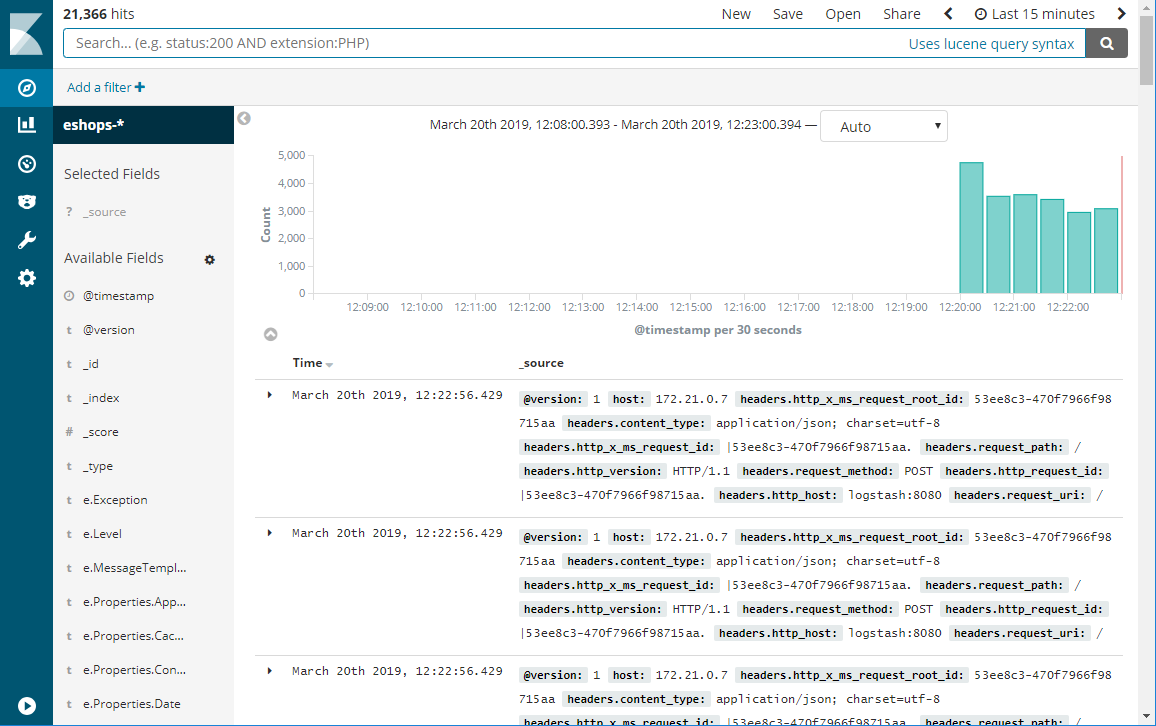 21,366 hits
New Save Open Share Last 15 minutes
Search... (e.g. status:200 AND extension:PHP) Uses lucene query syntax
Add a filter
eshops-*
Selected Fields
? _source
Available Fields
@timestamp
t @version
t _id
t _index
# _score
t _type
t e.Exception
t e.Level
t e.MessageTempl...
t e.Properties.App...
t e.Properties.Cac...
t e.Properties.Con...
t e.Properties.Date
March 20th 2019, 12:08:00.393 - March 20th 2019, 12:23:00.394 — Auto
Count
5,000
4,000
3,000
2,000
1,000
0
12:09:00 12:10:00 12:11:00 12:12:00 12:13:00 12:14:00 12:15:00 12:16:00 12:17:00 12:18:00 12:19:00 12:20:00 12:21:00 12:22:00
@timestamp per 30 seconds
Time _source
March 20th 2019, 12:22:56.429 @version: 1 host: 172.21.0.7 headers.http_x_ms_request_root_id: 53ee8c3-470f7966f98
715aa headers.content_type: application/json; charset=utf-8
headers.http_x_ms_request_id: |53ee8c3-470f7966f98715aa. headers.request_path: /
headers.http_version: HTTP/1.1 headers.request_method: POST headers.http_request_id:
|53ee8c3-470f7966f98715aa. headers.http_host: logstash:8080 headers.request_uri: /
March 20th 2019, 12:22:56.429 @version: 1 host: 172.21.0.7 headers.http_x_ms_request_root_id: 53ee8c3-470f7966f98
715aa headers.content_type: application/json; charset=utf-8
headers.http_x_ms_request_id: |53ee8c3-470f7966f98715aa. headers.request_path: /
headers.http_version: HTTP/1.1 headers.request_method: POST headers.http_request_id:
|53ee8c3-470f7966f98715aa. headers.http_host: logstash:8080 headers.request_uri: /
March 20th 2019, 12:22:56.429 @version: 1 host: 172.21.0.7 headers.http_x_ms_request_root_id: 53ee8c3-470f7966f98
715aa headers.content_type: application/json; charset=utf-8
headers.http_x_ms_request_id: |53ee8c3-470f7966f98715aa. headers.request_path: /